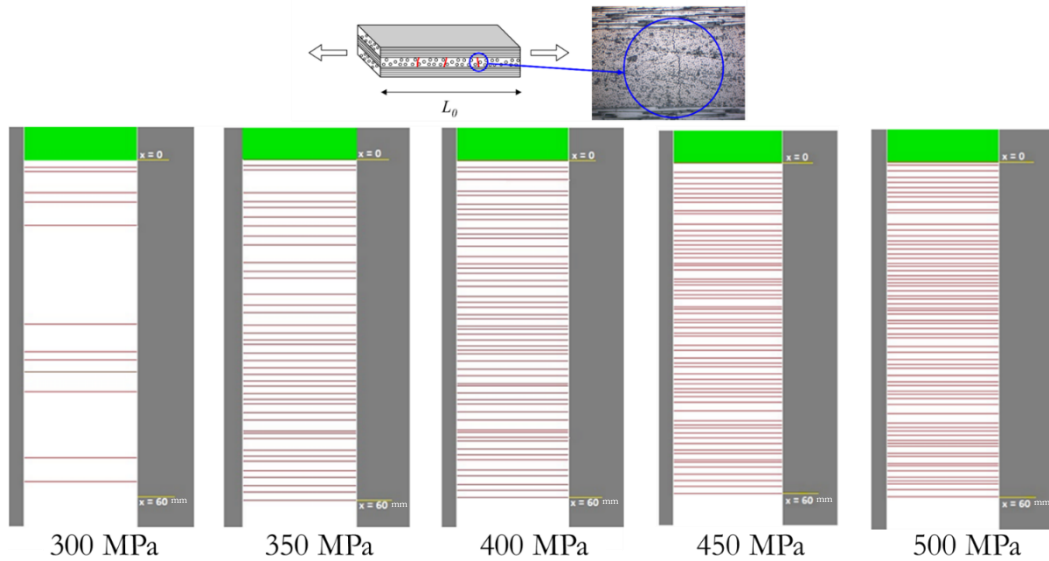 L0
x = 0
x = 0
x = 0
x = 0
x = 0
x = 60 mm
x = 60 mm
x = 60 mm
x = 60 mm
x = 60 mm
300 MPa
350 MPa
400 MPa
450 MPa
500 MPa